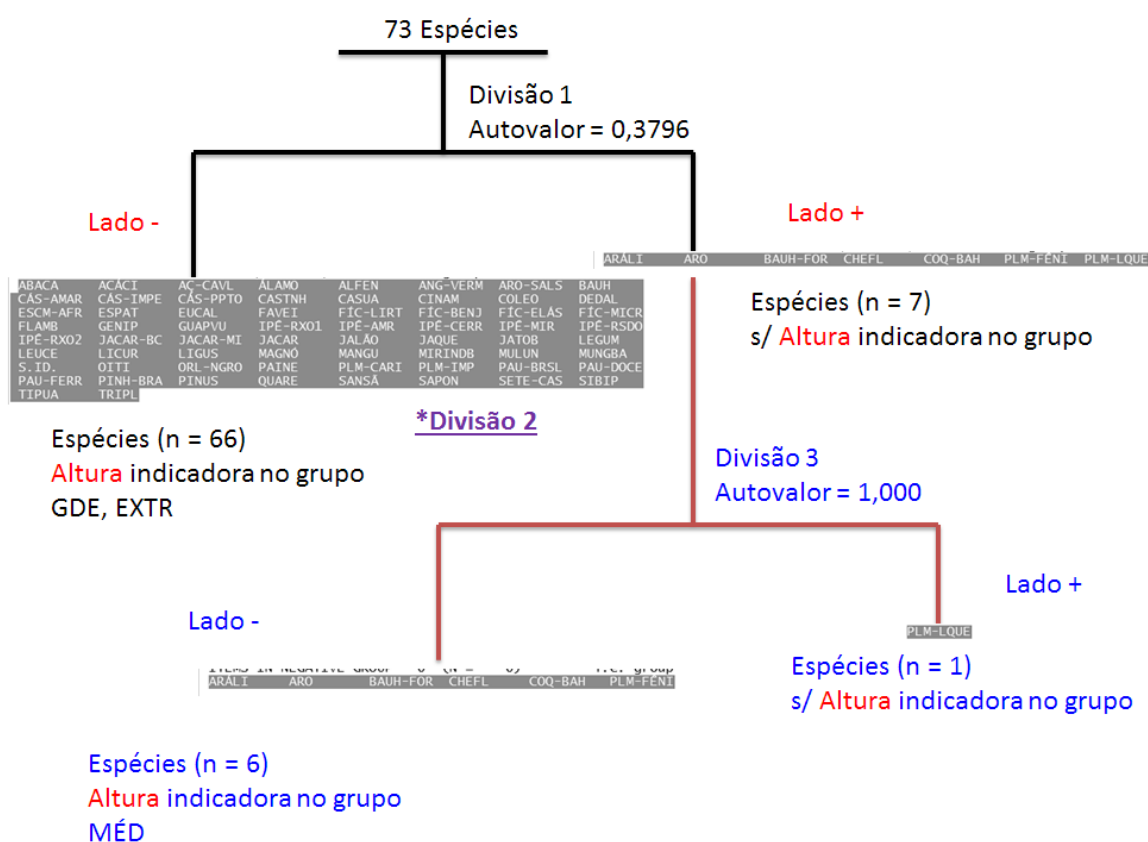 73 Espécies
Divisão 1
Autovalor = 0,3796
Lado -
Lado +
ARÁLI ARO BAUH-FOR CHEFL COQ-BAH PLM-FÊNI PLM-LQUE
ABACA ACÁCI AÇ-CAVL ÁLAMO ALFEN ANG-VERM ARO-SALS BAUH
CÁS-AMAR CÁS-IMPE CÁS-PPTO CASTNH CASUA CINAM COLEO DEDAL
ESCM-AFR ESPAT EUCAL FAVEI FÍC-LIRT FÍC-BENJ FÍC-ELÁS FÍC-MICR
FLAMB GENIP GUAPVU IPÊ-RXO1 IPÊ-AMR IPÊ-CERR IPÊ-MIR IPÊ-RSDO
IPÊ-RXO2 JACAR-BC JACAR-MI JACAR JALÃO JAQUE JATOB LEGUM
LEUCE LICUR LIGUS MAGNÓ MANGU MIRINDB MULUN MUNGBA
S.ID. OITI ORL-NGRO PAINE PLM-CARI PLM-IMP PAU-BRSL PAU-DOCE
PAU-FERR PINH-BRA PINUS QUARE SANSÃ SAPON SETE-CAS SIBIP
TIPUA TRIPL
Espécies (n = 7)
s/ Altura indicadora no grupo
*Divisão 2
Espécies (n = 66)
Altura indicadora no grupo
GDE, EXTR
Divisão 3
Autovalor = 1,000
Lado -
Lado +
PLM-LQUE
ITEMS IN NEGATIVE GROUP 6 (N = 6) I.e. group
ARÁLI ARO BAUH-FOR CHEFL COQ-BAH PLM-FÊNI
Espécies (n = 1)
s/ Altura indicadora no grupo
Espécies (n = 6)
Altura indicadora no grupo
MÉD